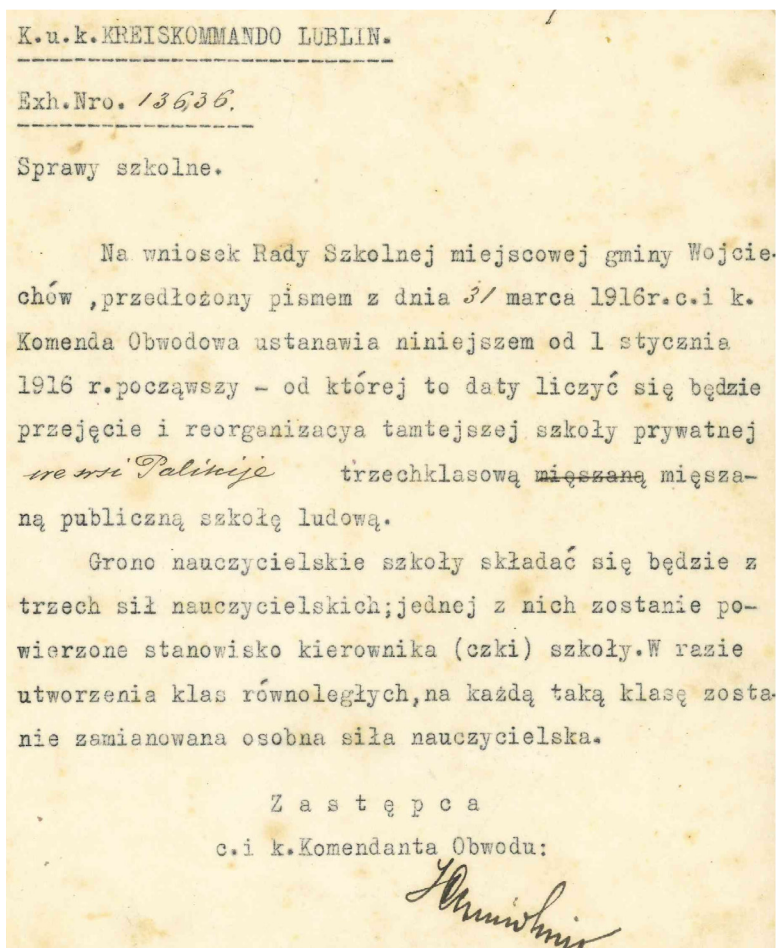 K.u.k.KREISKOMMANDO LUBLIN.
Exh.Nro. 13636.
Sprawy szkolne.
Na wniosek Rady Szkolnej miejscowej gminy Wojcie-
chów ,przedłożony pismem z dnia 31 marca 1916r.c.i k.
Komenda Obwodowa ustanawia niniejszem od 1 stycznia
1916 r.począwszy - od której to daty liczyć się będzie
przejęcie i reorganizacya tamtejszej szkoły prywatnej
we wsi Palikije trzechklasową mięszaną mięsza-
ną publiczną szkołę ludową.
Grono nauczycielskie szkoły składać się będzie z
trzech sił nauczycielskich;jednej z nich zostanie po-
wierzone stanowisko kierownika (czki) szkoły.W razie
utworzenia klas równoległych,na każdą taką klasę zosta-
nie zamianowana osobna siła nauczycielska.
Z a s t ę p c a
c.i k.Komendanta Obwodu: